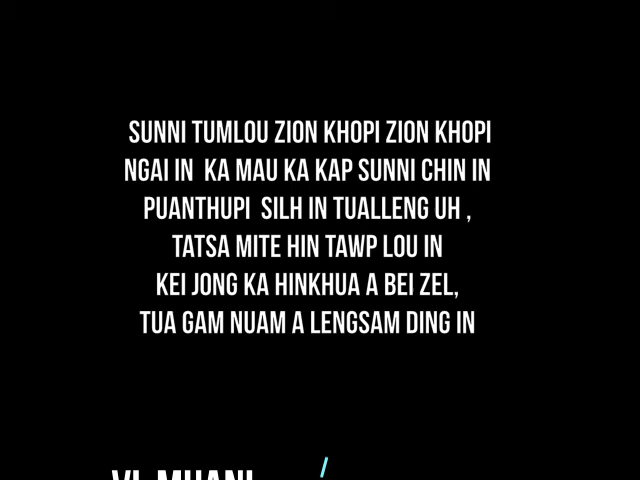 SUNNI TUMLOU ZION KHOPI ZION KHOPI
NGAI IN KA MAU KA KAP SUNNI CHIN IN
PUANTHUPI SILH IN TUALLENG UH ,
TATSA MITE HIN TAWP LOU IN
KEI JONG KA HINKHUA A BEI ZEL,
TUA GAM NUAM A LENGSAM DING IN